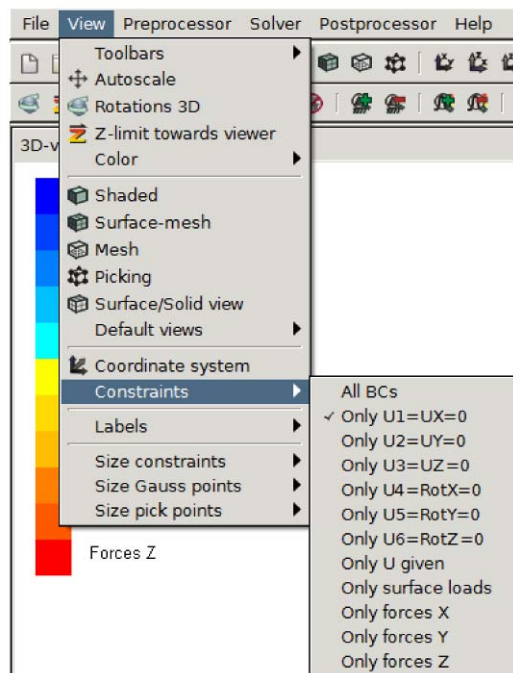 File View Preprocessor Solver Postprocessor Help
Toolbars
Autoscale
Rotations 3D
Z-limit towards viewer
3D-v
Color
Shaded
Surface-mesh
Mesh
Picking
Surface/Solid view
Default views
Coordinate system
Constraints
Labels
Size constraints
Size Gauss points
Size pick points
Forces Z
All BCs
✓ Only U1=UX=0
Only U2=UY=0
Only U3=UZ=0
Only U4=RotX=0
Only U5=RotY=0
Only U6=RotZ=0
Only U given
Only surface loads
Only forces X
Only forces Y
Only forces Z